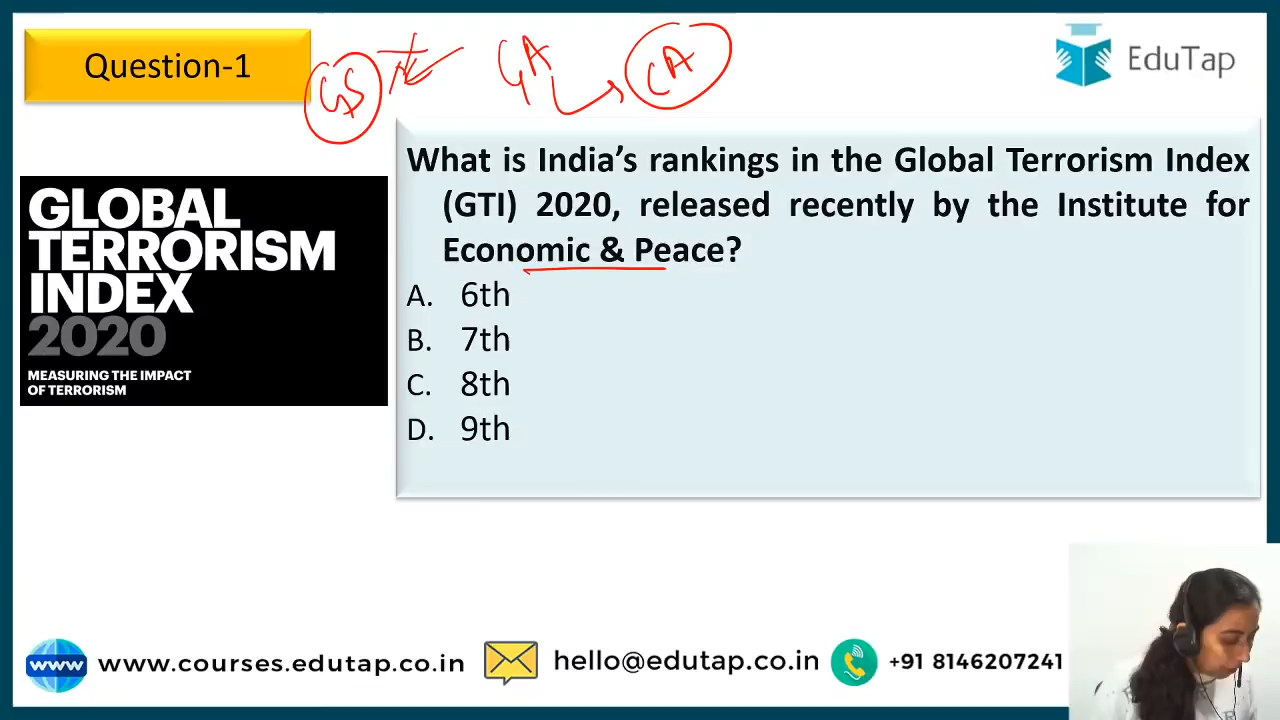 Question-1
GS
GA
CA
EduTap
GLOBAL
TERRORISM
INDEX
2020
MEASURING THE IMPACT
OF TERRORISM
What is India’s rankings in the Global Terrorism Index
(GTI) 2020, released recently by the Institute for
Economic & Peace?
A. 6th
B. 7th
C. 8th
D. 9th
www www.courses.edutap.co.in
hello@edutap.co.in
+91 8146207241